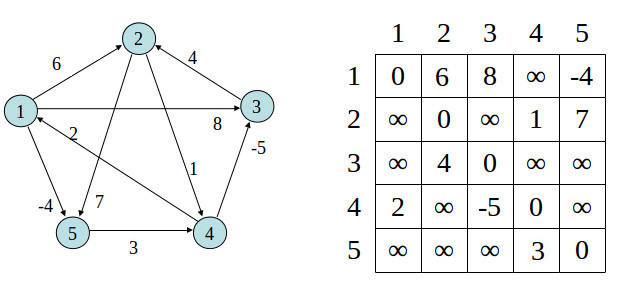 2
6
4
1
3
8
2
-5
1
-4
7
5
4
3
1 2 3 4 5
1 0 6 8 ∞ -4
2 ∞ 0 ∞ 1 7
3 ∞ 4 0 ∞ ∞
4 2 ∞ -5 0 ∞
5 ∞ ∞ ∞ 3 0